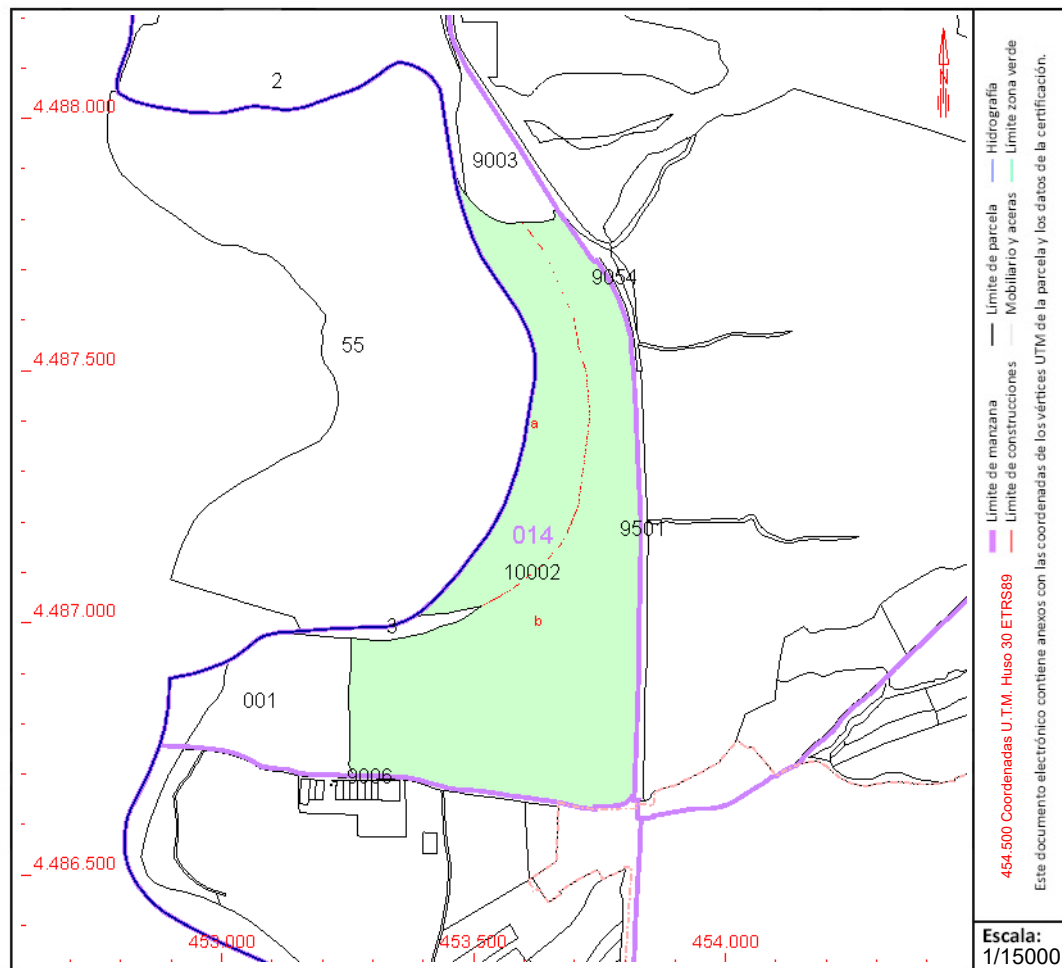 2
4.488.000
9003
9054
55
4.487.500
a
9501
014
10002
4.487.000
3
b
001
9006
4.486.500
453.000
453.500
454.000
N
Hidrografía
Límite zona verde
Límite de parcela
Mobiliario y aceras
Límite de manzana
Límite de construcciones
454.500 Coordenadas U.T.M. Huso 30 ETRS89
Este documento electrónico contiene anexos con las coordenadas de los vértices UTM de la parcela y los datos de la certificación.
Escala:
1/15000